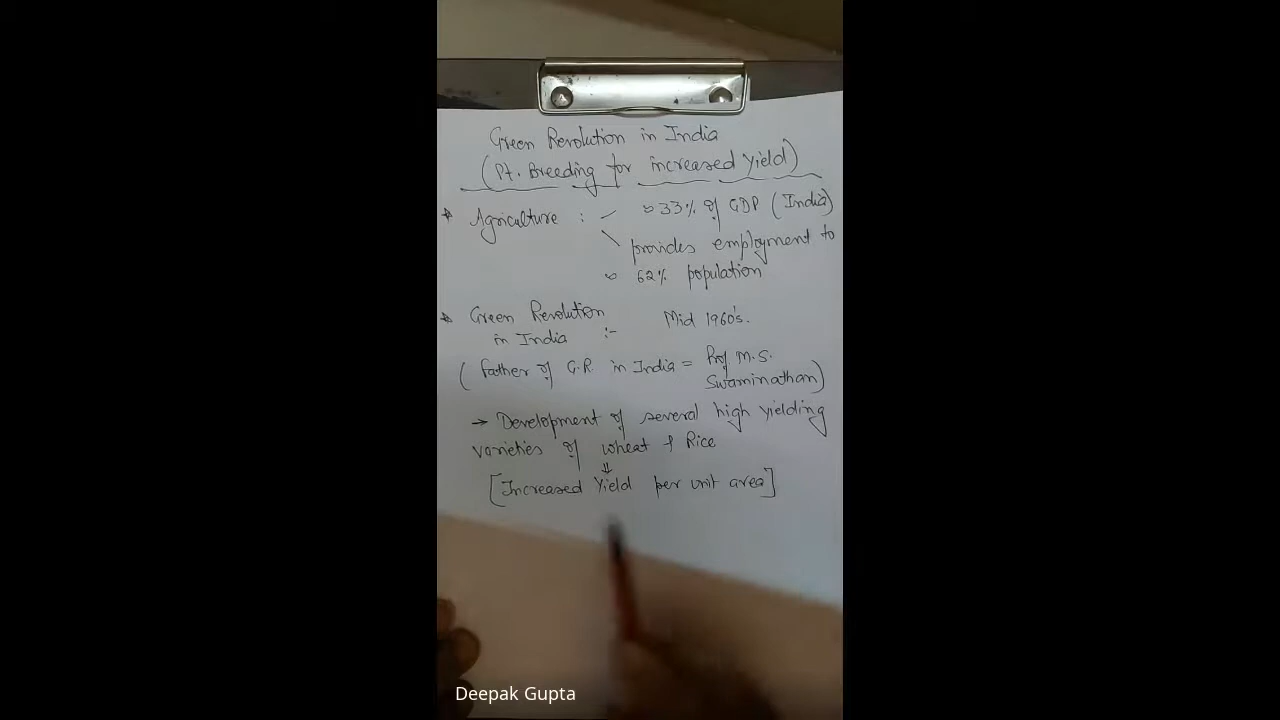 Green Revolution in India
(Pt. Breeding for increased yield)
* Agriculture : - ~ 33% of GDP (India)
\ provides employment to
~ 62% population
* Green Revolution
in India :- Mid 1960's.
(Father of G.R. in India = Prof. M.S.
Swaminathan)
→ Development of several high yielding
varieties of wheat & Rice
⇓
[Increased Yield per unit area]
Deepak Gupta